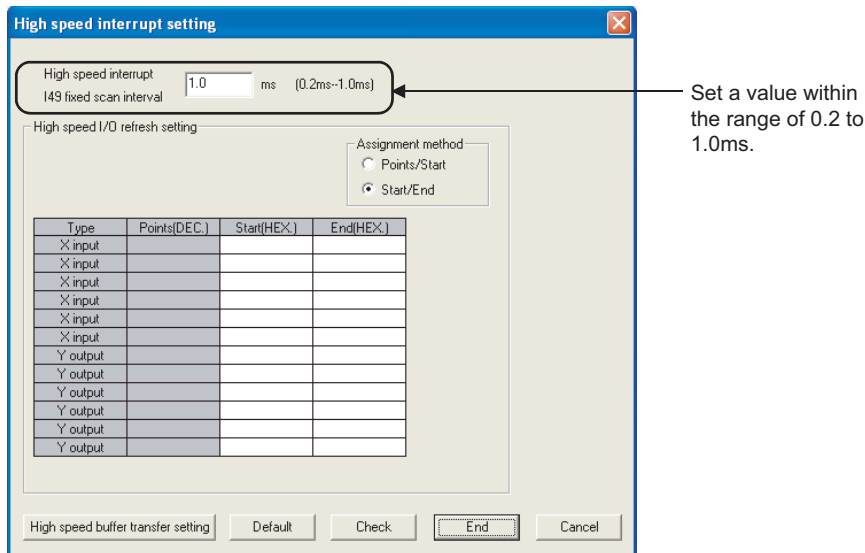 High speed interrupt setting
High speed interrupt
I49 fixed scan interval
1.0 ms (0.2ms--1.0ms)
Set a value within
the range of 0.2 to
1.0ms.
High speed I/O refresh setting
Assignment method
Points/Start
Start/End
Type Points(DEC.) Start(HEX.) End(HEX.)
X input
X input
X input
X input
X input
X input
Y output
Y output
Y output
Y output
Y output
Y output
High speed buffer transfer setting Default Check End Cancel